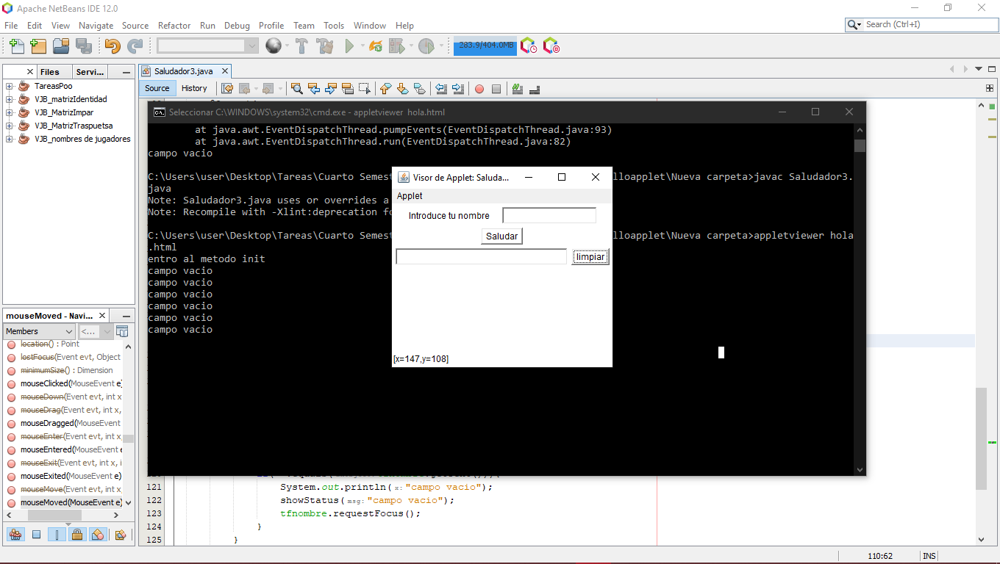 Apache NetBeans IDE 12.0
File Edit View Navigate Source Refactor Run Debug Profile Team Tools Window Help
Search (Ctrl+I)
283.9/404.0MB
Files Servi...
TareasPoo
VJB_matrizIdentidad
VJB_MatrizImpar
VJB_MatrizTraspuetsa
VJB_nombres de jugadores
Saludador3.java
Source History
Seleccionar C:\WINDOWS\system32\cmd.exe - appletviewer hola.html
at java.awt.EventDispatchThread.pumpEvents(EventDispatchThread.java:93)
at java.awt.EventDispatchThread.run(EventDispatchThread.java:82)
campo vacio
C:\Users\user\Desktop\Tareas\Cuarto Semest lloapplet\Nueva carpeta>javac Saludador3.
java
Note: Saludador3.java uses or overrides a
Note: Recompile with -Xlint:deprecation fo
C:\Users\user\Desktop\Tareas\Cuarto Semest lloapplet\Nueva carpeta>appletviewer hola
.html
entro al metodo init
campo vacio
campo vacio
campo vacio
campo vacio
campo vacio
campo vacio
Visor de Applet: Saluda...
Applet
Introduce tu nombre
Saludar
limpiar
[x=147,y=108]
mouseMoved - Navi...
Members <...
location() : Point
lostFocus(Event evt, Object
minimumSize() : Dimension
mouseClicked(MouseEvent e)
mouseDown(Event evt, int x
mouseDrag(Event evt, int x,
mouseDragged(MouseEvent
mouseEnter(Event evt, int x
mouseEntered(MouseEvent e
mouseExit(Event evt, int x, i
mouseExited(MouseEvent e)
mouseMove(Event evt, int x,
mouseMoved(MouseEvent e)
121 System.out.println( x: "campo vacio");
122 showStatus( msg: "campo vacio");
123 tfnombre.requestFocus();
124 }
125 }
110:62 INS